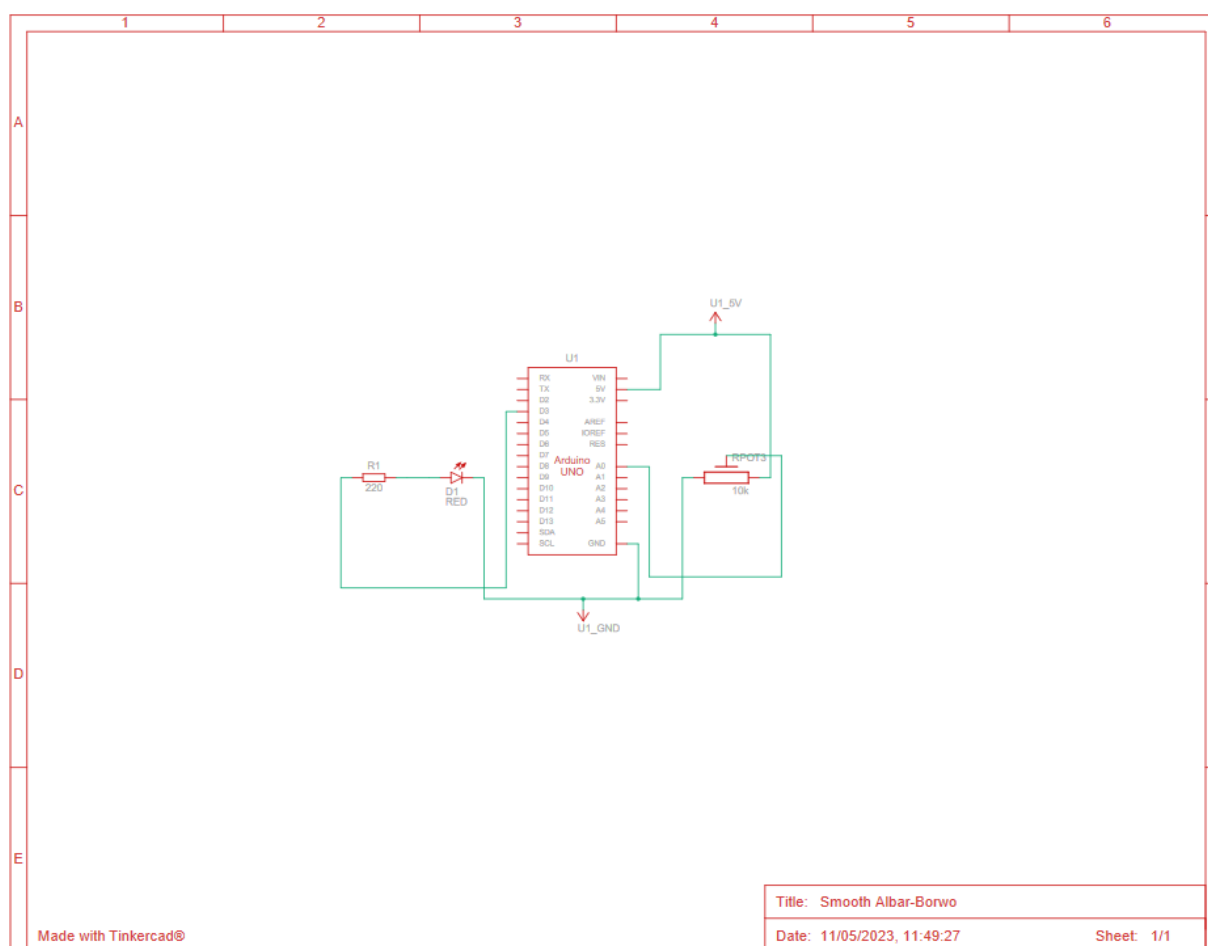 1 2 3 4 5 6
A
B
C
D
E
U1_5V
U1
RX VIN
TX 5V
D2 3.3V
D3
D4 AREF
D5 IOREF
D6 RES
D7
D8 A0
D9 A1
D10 A2
D11 A3
D12 A4
D13 A5
SDA
SCL GND
Arduino
UNO
R1
220
D1
RED
RPOT3
10k
U1_GND
Title: Smooth Albar-Borwo
Made with Tinkercad®
Date: 11/05/2023, 11:49:27 Sheet: 1/1